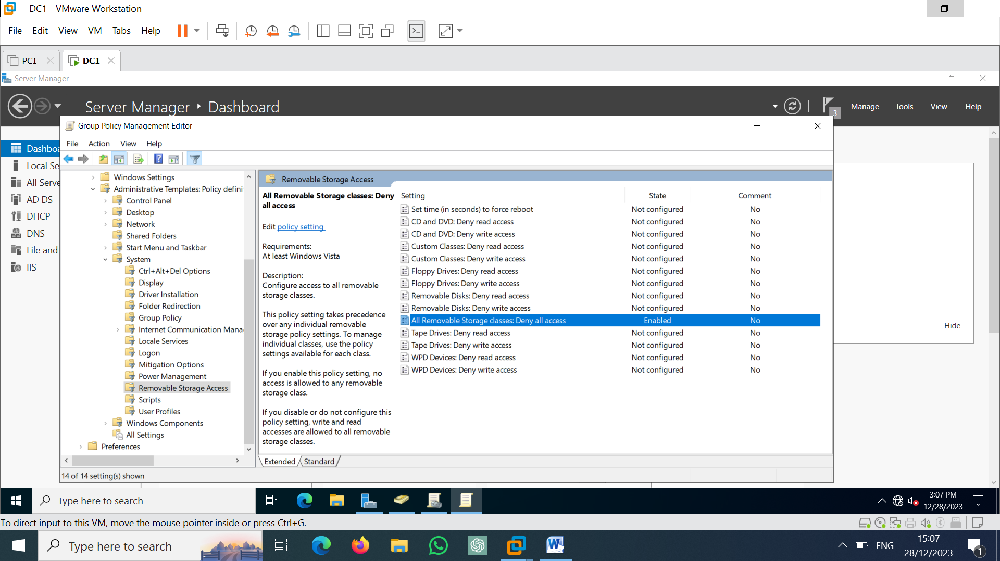 DC1 - VMware Workstation
File Edit View VM Tabs Help
PC1
DC1
Server Manager
Server Manager Dashboard
3
Manage Tools View Help
Group Policy Management Editor
File Action View Help
Dashboa
Local Se
All Serve
AD DS
DHCP
DNS
File and
IIS
Windows Settings
Administrative Templates: Policy defini
Control Panel
Desktop
Network
Shared Folders
Start Menu and Taskbar
System
Ctrl+Alt+Del Options
Display
Driver Installation
Folder Redirection
Group Policy
Internet Communication Mana
Locale Services
Logon
Mitigation Options
Power Management
Removable Storage Access
Scripts
User Profiles
Windows Components
All Settings
Preferences
Removable Storage Access
All Removable Storage classes: Deny
all access
Edit policy setting
Requirements:
At least Windows Vista
Description:
Configure access to all removable
storage classes.
This policy setting takes precedence
over any individual removable
storage policy settings. To manage
individual classes, use the policy
settings available for each class.
If you enable this policy setting, no
access is allowed to any removable
storage class.
If you disable or do not configure this
policy setting, write and read
accesses are allowed to all removable
storage classes.
Setting State Comment
Set time (in seconds) to force reboot Not configured No
CD and DVD: Deny read access Not configured No
CD and DVD: Deny write access Not configured No
Custom Classes: Deny read access Not configured No
Custom Classes: Deny write access Not configured No
Floppy Drives: Deny read access Not configured No
Floppy Drives: Deny write access Not configured No
Removable Disks: Deny read access Not configured No
Removable Disks: Deny write access Not configured No
All Removable Storage classes: Deny all access Enabled No
Tape Drives: Deny read access Not configured No
Tape Drives: Deny write access Not configured No
WPD Devices: Deny read access Not configured No
WPD Devices: Deny write access Not configured No
Hide
Extended Standard
14 of 14 setting(s) shown
Type here to search
3:07 PM
12/28/2023
To direct input to this VM, move the mouse pointer inside or press Ctrl+G.
Type here to search
ENG
15:07
28/12/2023
1